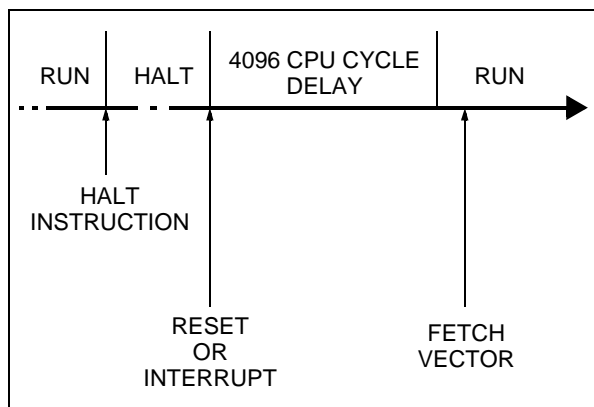 RUN
HALT
4096 CPU CYCLE
DELAY
RUN
HALT
INSTRUCTION
RESET
OR
INTERRUPT
FETCH
VECTOR